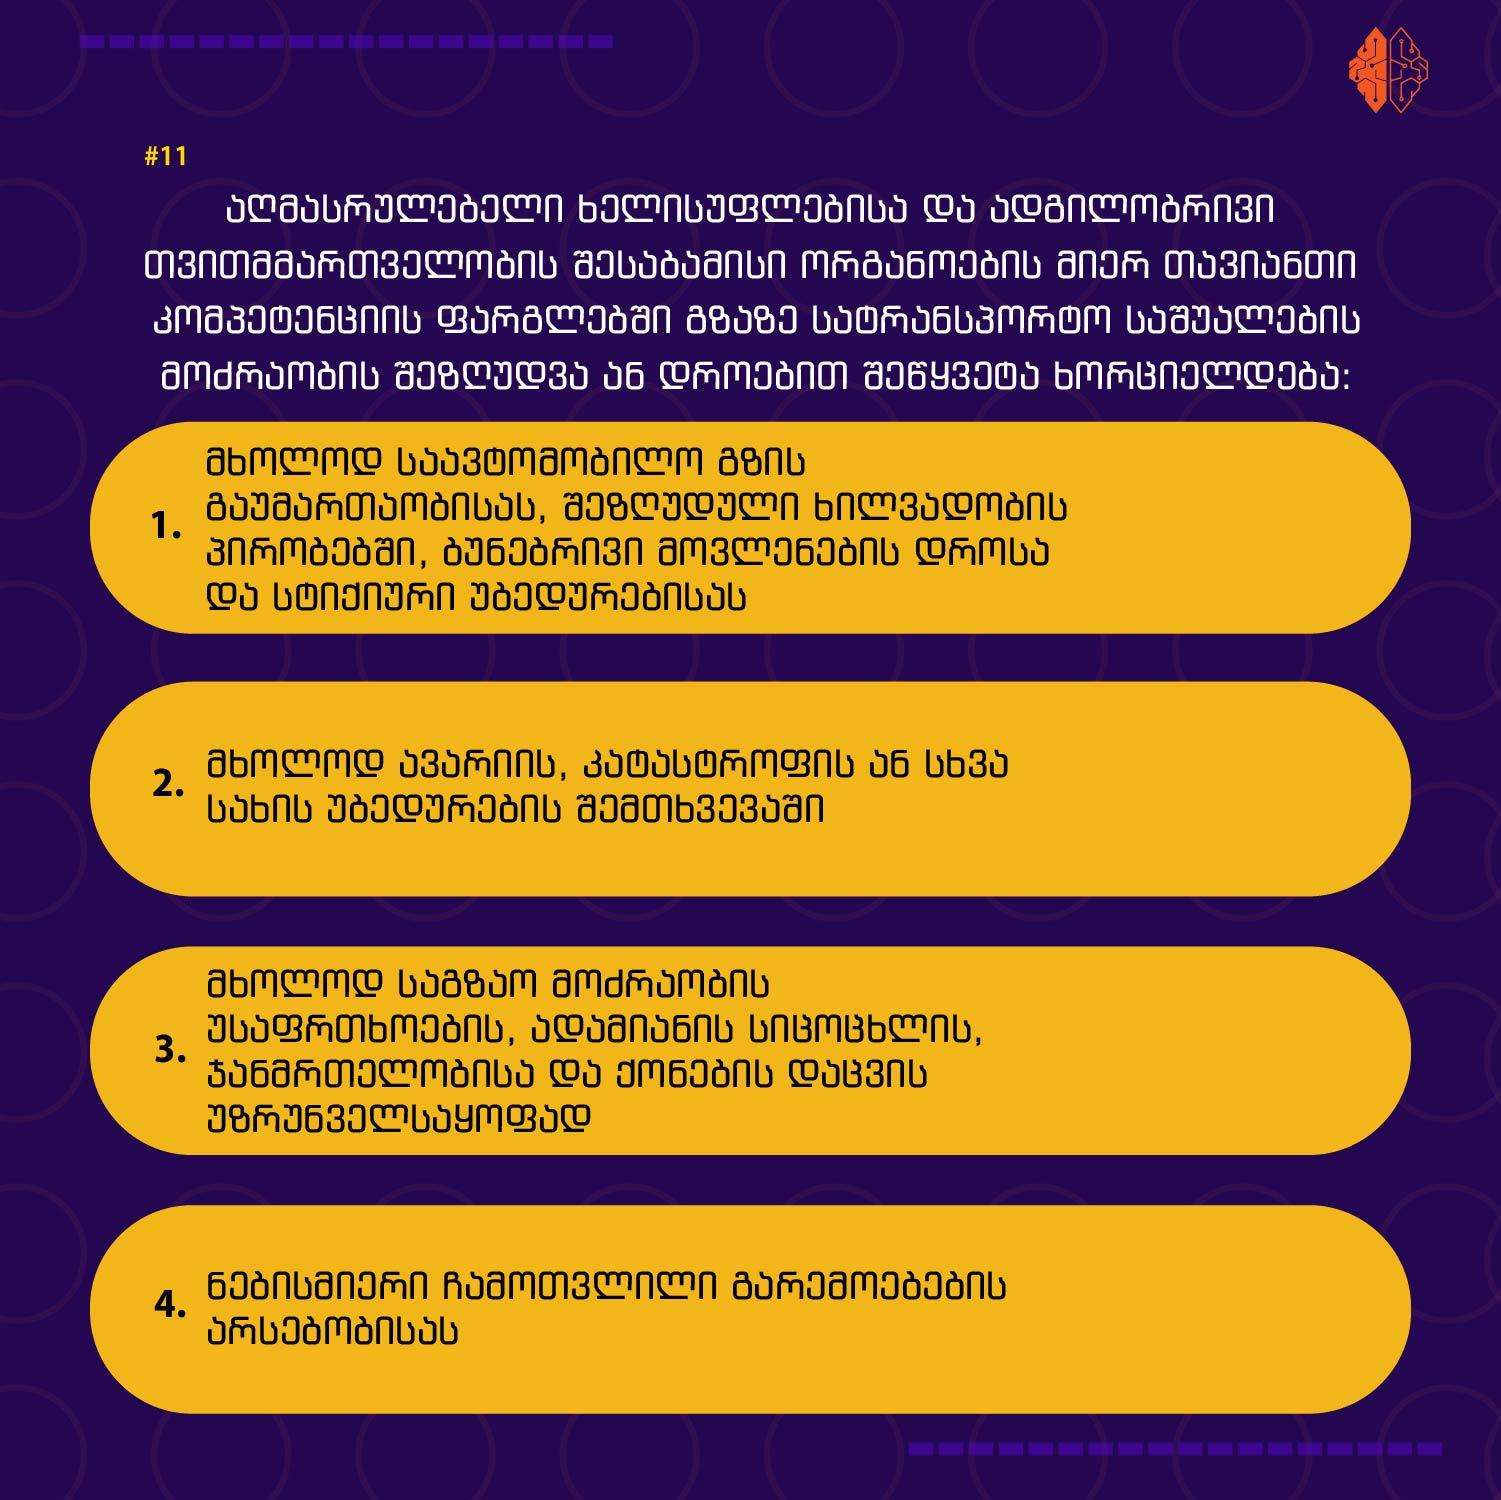 #11
აღმასრულებელი ხელისუფლებისა და ადგილობრივი
თვითმმართველობის შესაბამისი ორგანოების მიერ თავიანთი
კომპეტენციის ფარგლებში გზაზე სატრანსპორტო საშუალების
მოძრაობის შეზღუდვა ან დროებით შეწყვეტა ხორციელდება:
1. მხოლოდ საავტომობილო გზის
გაუმართაობისას, შეზღუდული ხილვადობის
პირობებში, ბუნებრივი მოვლენების დროსა
და სტიქიური უბედურებისას
2. მხოლოდ ავარიის, კატასტროფის ან სხვა
სახის უბედურების შემთხვევაში
3. მხოლოდ საგზაო მოძრაობის
უსაფრთხოების, ადამიანის სიცოცხლის,
ჯანმრთელობისა და ქონების დაცვის
უზრუნველსაყოფად
4. ნებისმიერი ჩამოთვლილი გარემოებების
არსებობისას